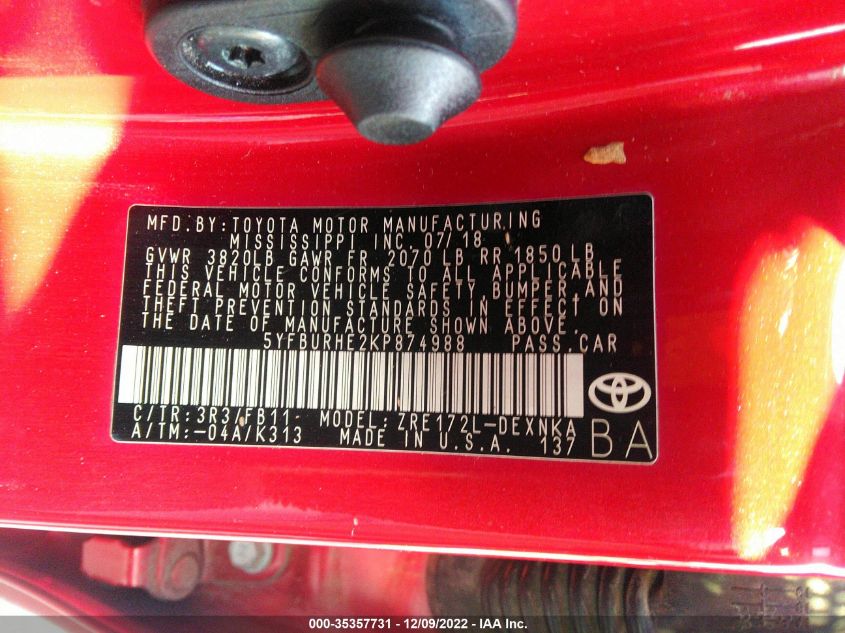 MFD. BY: TOYOTA MOTOR MANUFACTURING
MISSISSIPPI INC. 07/18
GVWR 3820LB GAWR FR 2070 LB RR 1850 LB
THIS VEHICLE CONFORMS TO ALL APPLICABLE
FEDERAL MOTOR VEHICLE SAFETY, BUMPER, AND
THEFT PREVENTION STANDARDS IN EFFECT ON
THE DATE OF MANUFACTURE SHOWN ABOVE.
5YFBURHE2KP874988 PASS. CAR
C/TR: 3R3/FB11- MODEL: ZRE172L-DEXNKA
A/TM: -04A/K313 MADE IN U.S.A. 137
BA
000-35357731 - 12/09/2022 - IAA Inc.